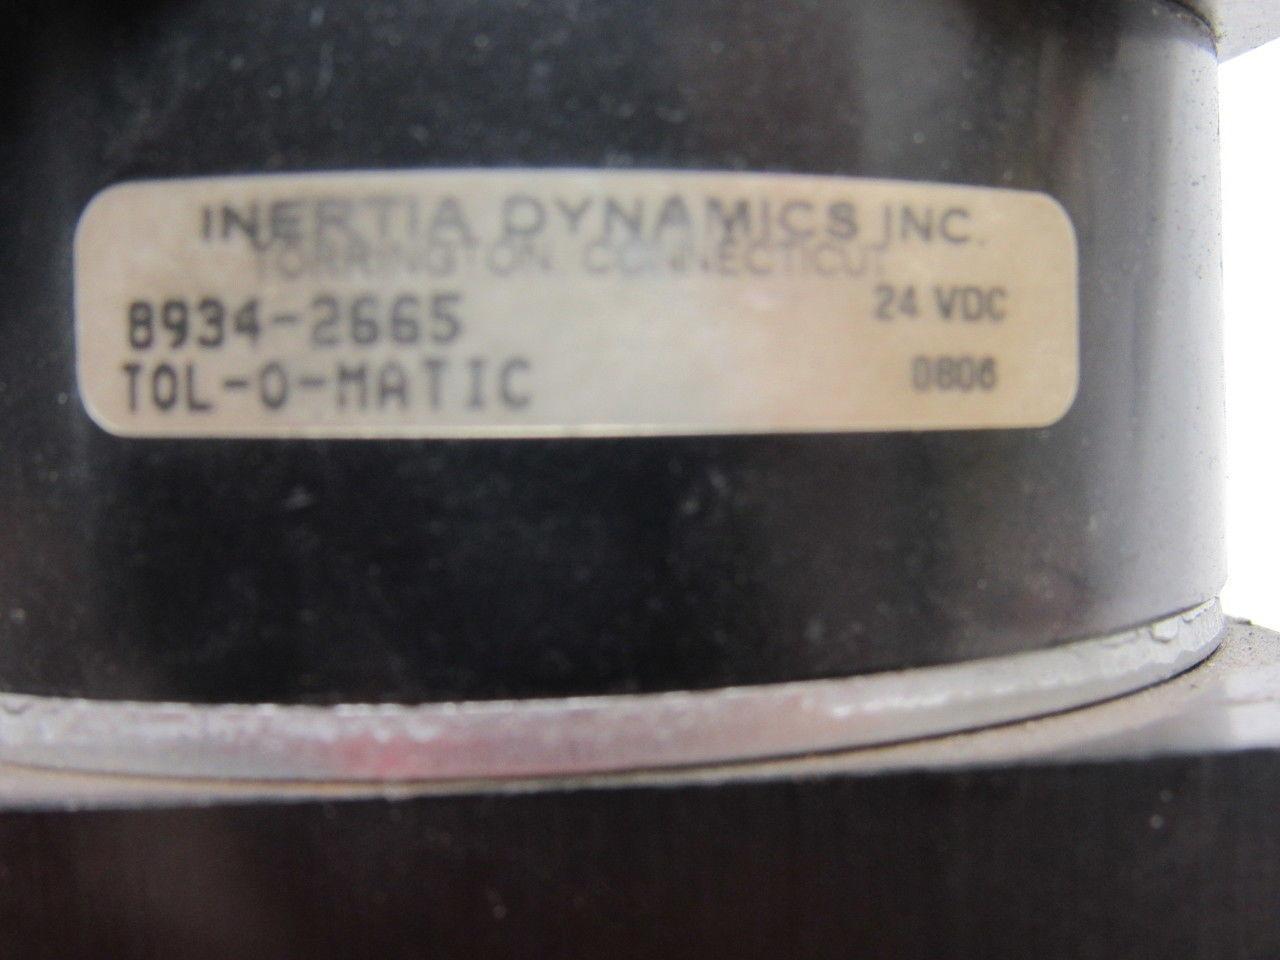 INERTIA DYNAMICS INC.
TORRINGTON, CONNECTICUT
8934-2665 24 VDC
TOL-O-MATIC 0806